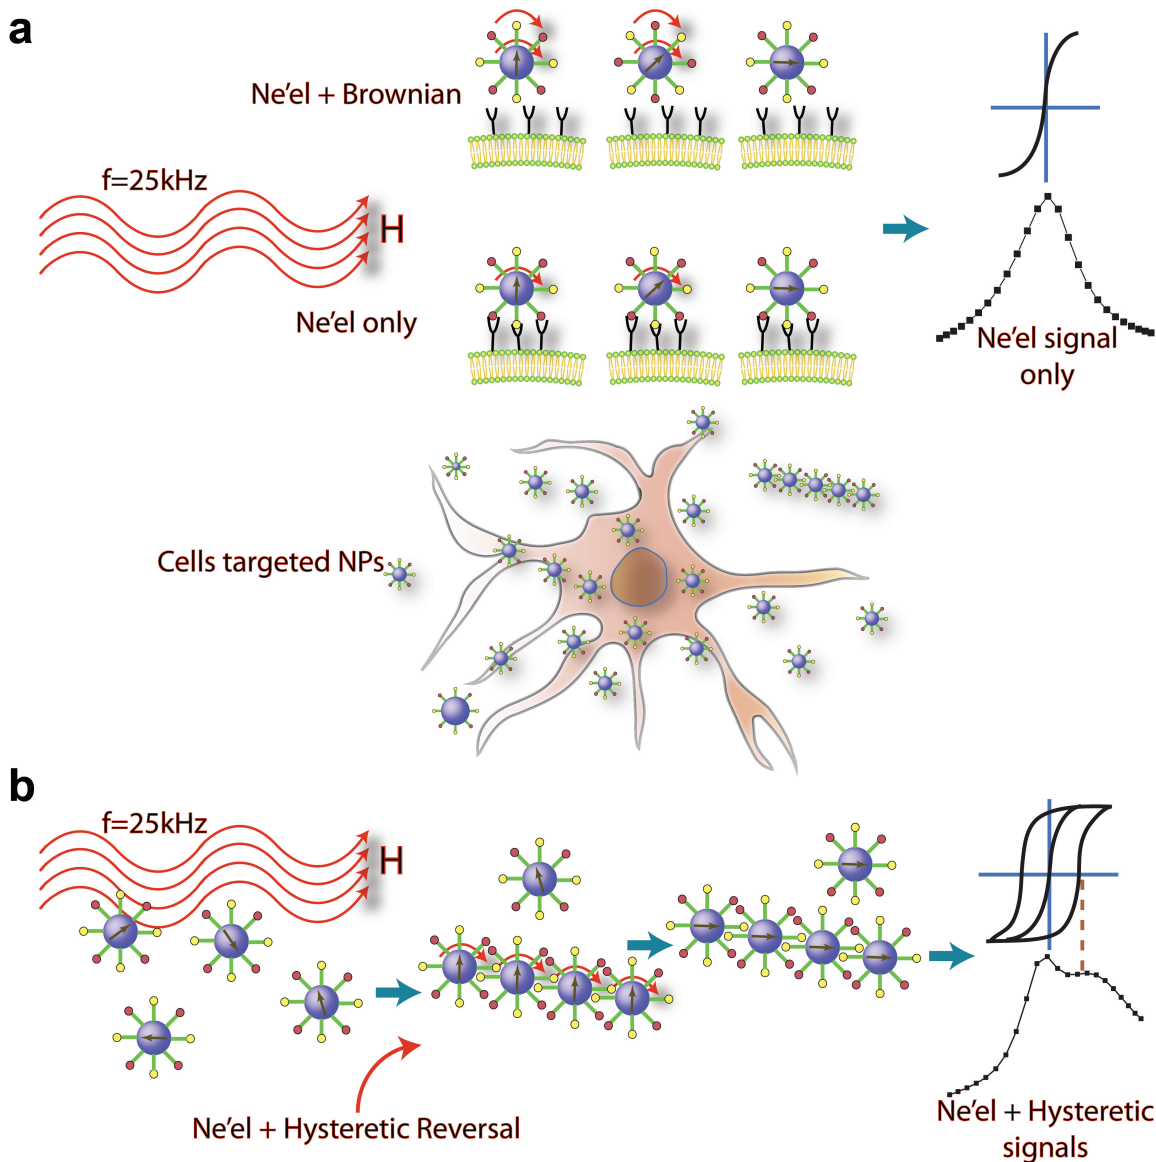 a
Ne'el + Brownian
f=25kHz
H
Ne'el only
Ne'el signal
only
Cells targeted NPs
b
f=25kHz
H
Ne'el + Hysteretic Reversal
Ne'el + Hysteretic
signals